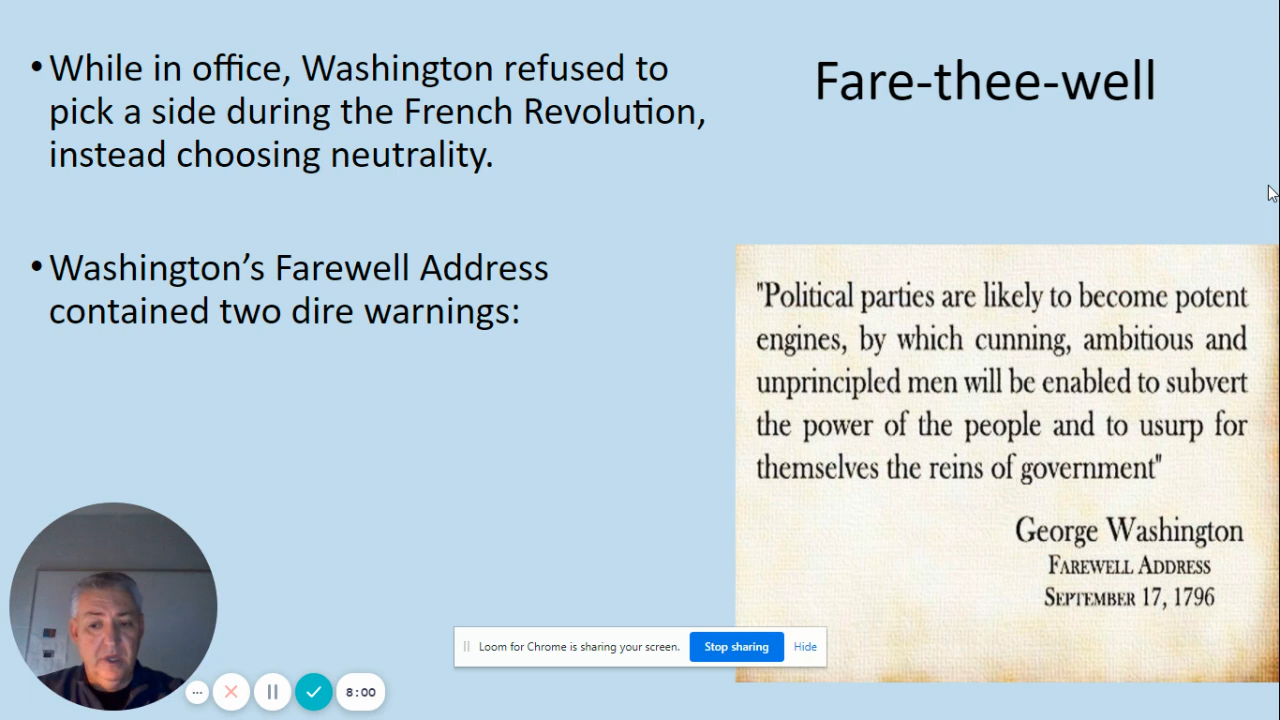 •While in office, Washington refused to
pick a side during the French Revolution,
instead choosing neutrality.
•Washington’s Farewell Address
contained two dire warnings:
Fare-thee-well
"Political parties are likely to become potent
engines, by which cunning, ambitious and
unprincipled men will be enabled to subvert
the power of the people and to usurp for
themselves the reins of government"
George Washington
Farewell Address
September 17, 1796
Loom for Chrome is sharing your screen. Stop sharing Hide
8:00